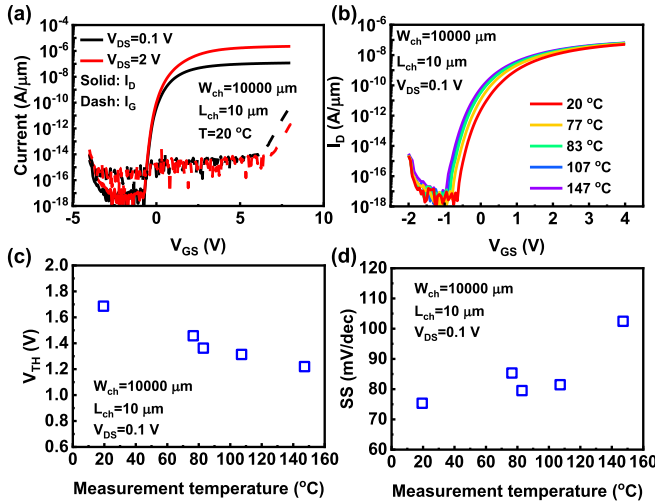 (a)
10⁻⁴
10⁻⁶
10⁻⁸
10⁻¹⁰
10⁻¹²
10⁻¹⁴
10⁻¹⁶
10⁻¹⁸
Current (A/μm)
V_DS=0.1 V
V_DS=2 V
Solid: I_D
Dash: I_G
W_ch=10000 μm
L_ch=10 μm
T=20 °C
-5 0 5 10
V_GS (V)
(b)
10⁻⁴
10⁻⁶
10⁻⁸
10⁻¹⁰
10⁻¹²
10⁻¹⁴
10⁻¹⁶
10⁻¹⁸
I_D (A/μm)
W_ch=10000 μm
L_ch=10 μm
V_DS=0.1 V
20 °C
77 °C
83 °C
107 °C
147 °C
-2 -1 0 1 2 3 4
V_GS (V)
(c)
2.0
1.8
1.6
1.4
1.2
1.0
0.8
0.6
V_TH (V)
W_ch=10000 μm
L_ch=10 μm
V_DS=0.1 V
0 20 40 60 80 100 120 140 160
Measurement temperature (°C)
(d)
120
110
100
90
80
70
60
SS (mV/dec)
W_ch=10000 μm
L_ch=10 μm
V_DS=0.1 V
0 20 40 60 80 100 120 140 160
Measurement temperature (°C)